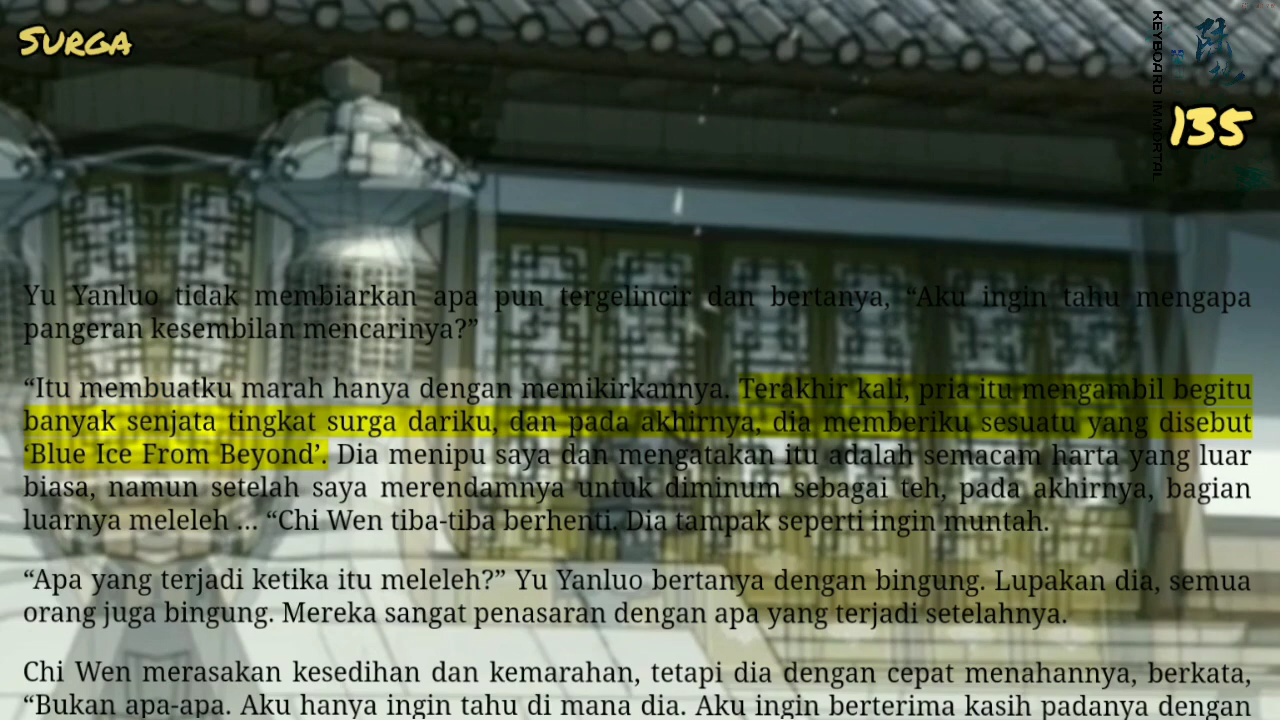 SURGA
KEYBOARD IMMORTAL
135
Yu Yanluo tidak membiarkan apa pun tergelincir dan bertanya, “Aku ingin tahu mengapa
pangeran kesembilan mencarinya?”
“Itu membuatku marah hanya dengan memikirkannya. Terakhir kali, pria itu mengambil begitu
banyak senjata tingkat surga dariku, dan pada akhirnya, dia memberiku sesuatu yang disebut
‘Blue Ice From Beyond’. Dia menipu saya dan mengatakan itu adalah semacam harta yang luar
biasa, namun setelah saya merendamnya untuk diminum sebagai teh, pada akhirnya, bagian
luarnya meleleh ... “Chi Wen tiba-tiba berhenti. Dia tampak seperti ingin muntah.
“Apa yang terjadi ketika itu meleleh?” Yu Yanluo bertanya dengan bingung. Lupakan dia, semua
orang juga bingung. Mereka sangat penasaran dengan apa yang terjadi setelahnya.
Chi Wen merasakan kesedihan dan kemarahan, tetapi dia dengan cepat menahannya, berkata,
“Bukan apa-apa. Aku hanya ingin tahu di mana dia. Aku ingin berterima kasih padanya dengan